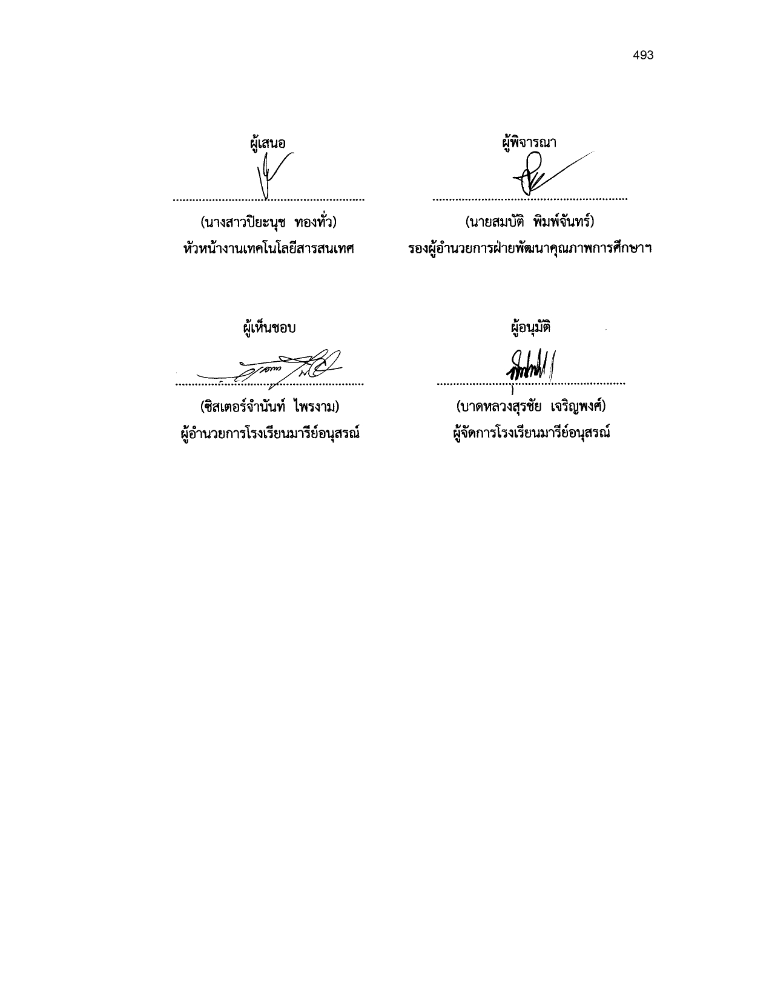 493
ผู้เสนอ
(นางสาวปิยะนุช ทองทั่ว)
หัวหน้างานเทคโนโลยีสารสนเทศ
ผู้พิจารณา
(นายสมบัติ พิมพ์จันทร์)
รองผู้อำนวยการฝ่ายพัฒนาคุณภาพการศึกษาฯ
ผู้เห็นชอบ
(ซิสเตอร์จำนันท์ ไพรงาม)
ผู้อำนวยการโรงเรียนมารีย์อนุสรณ์
ผู้อนุมัติ
(บาดหลวงสุรชัย เจริญพงศ์)
ผู้จัดการโรงเรียนมารีย์อนุสรณ์